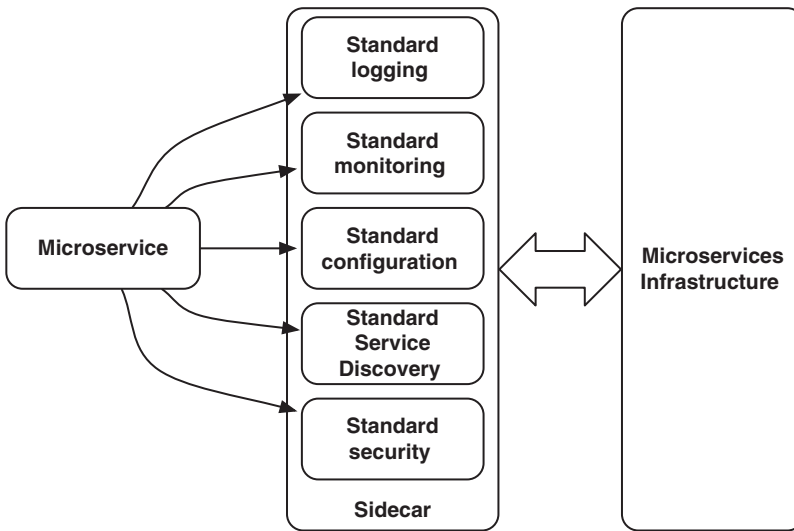 Microservice
Standard
logging
Standard
monitoring
Standard
configuration
Standard
Service
Discovery
Standard
security
Sidecar
Microservices
Infrastructure